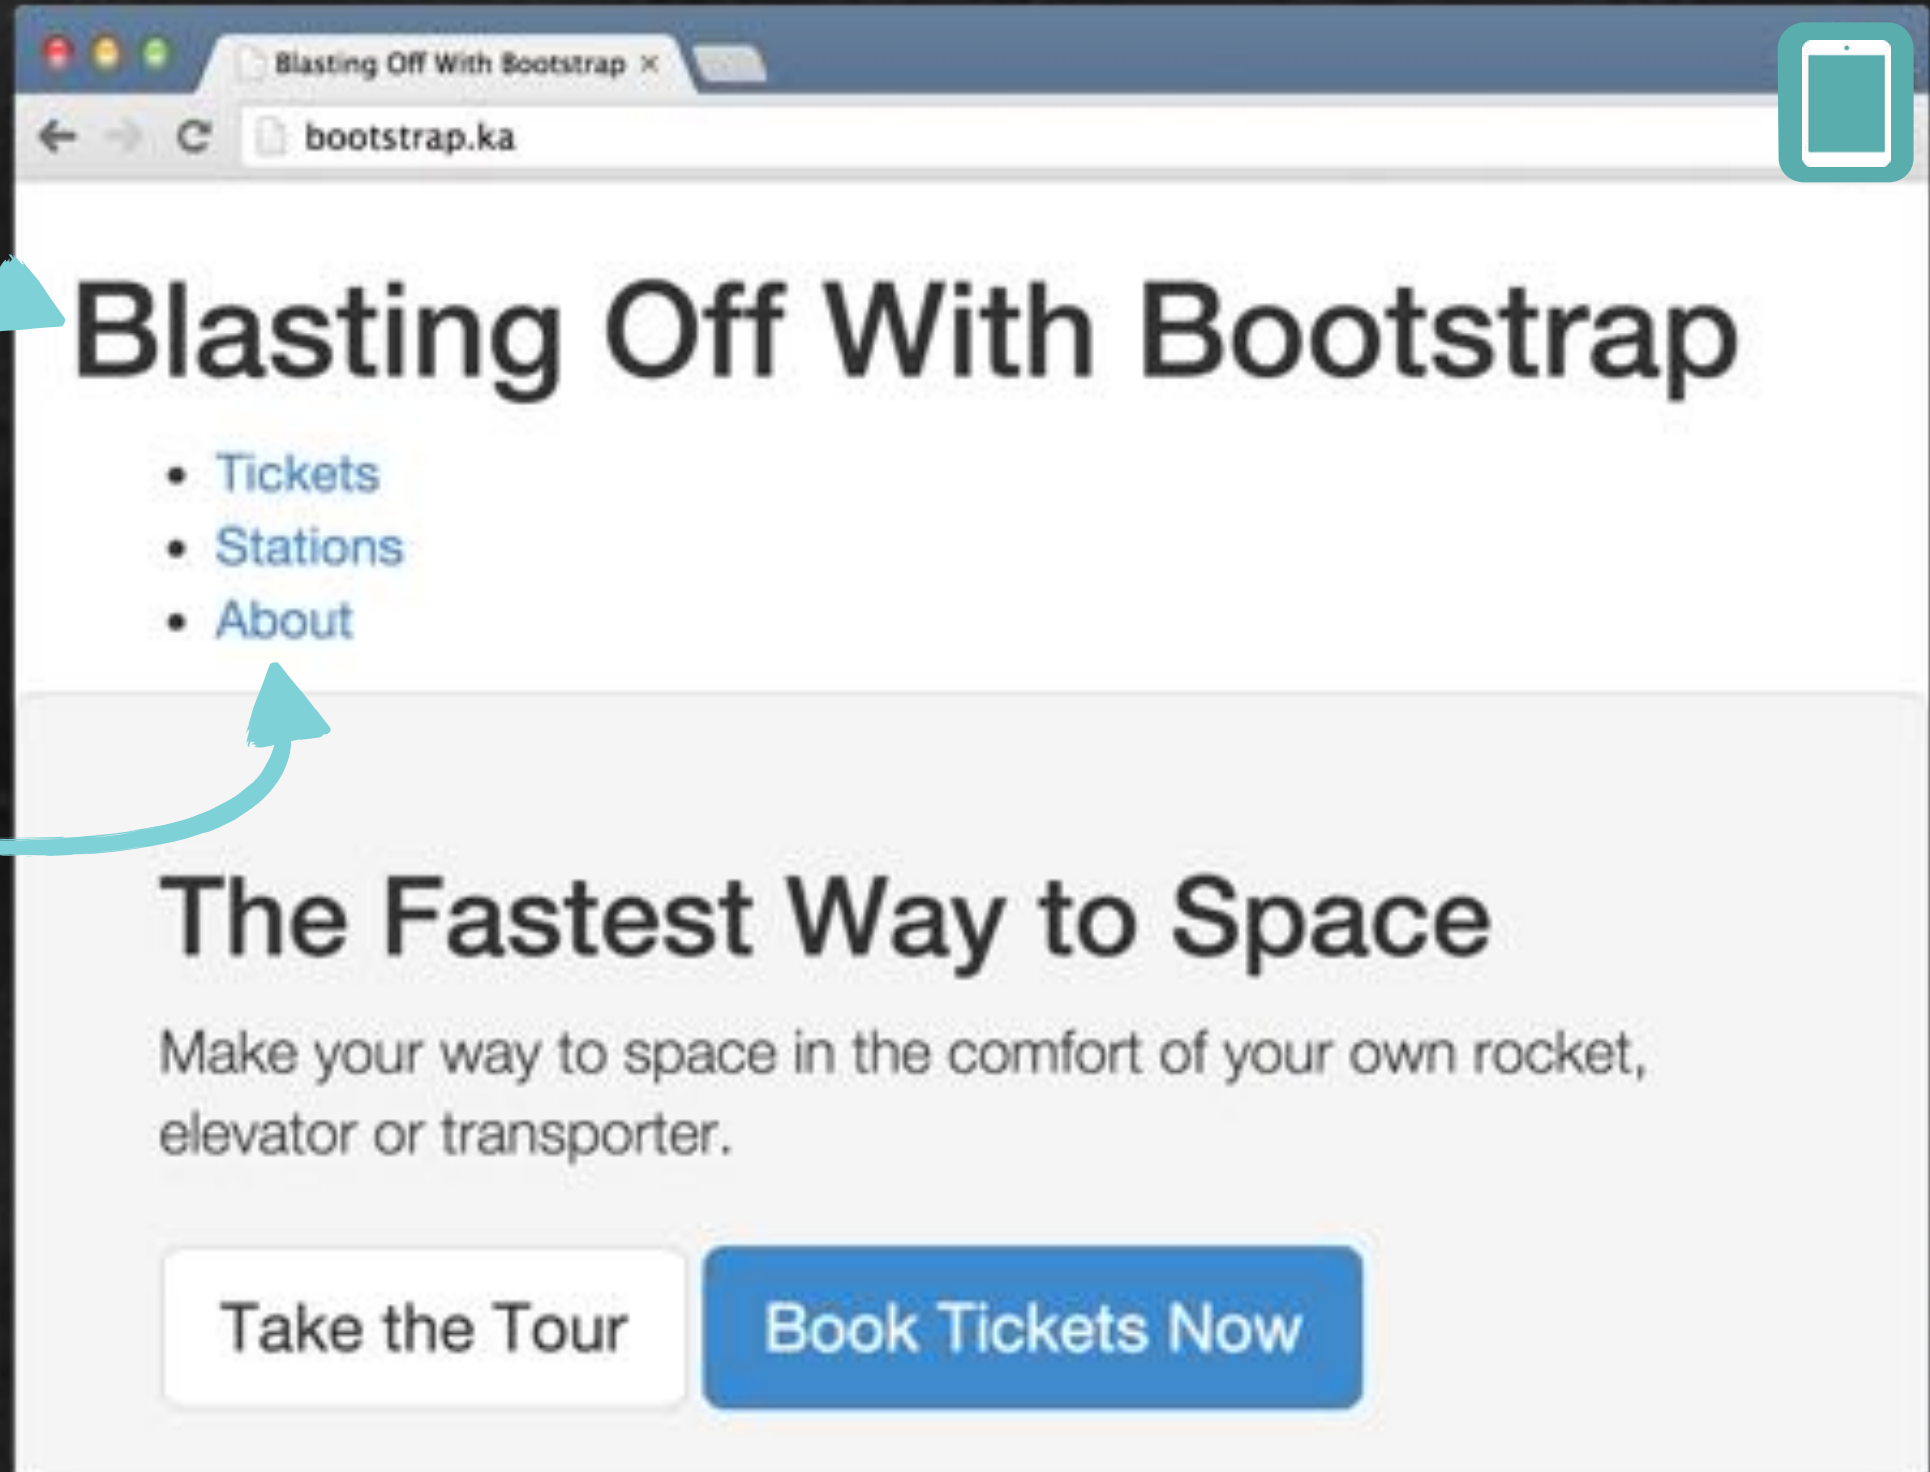 Blasting Off With Bootstrap ×
bootstrap.ka
Blasting Off With Bootstrap
• Tickets
• Stations
• About
The Fastest Way to Space
Make your way to space in the comfort of your own rocket,
elevator or transporter.
Take the Tour
Book Tickets Now